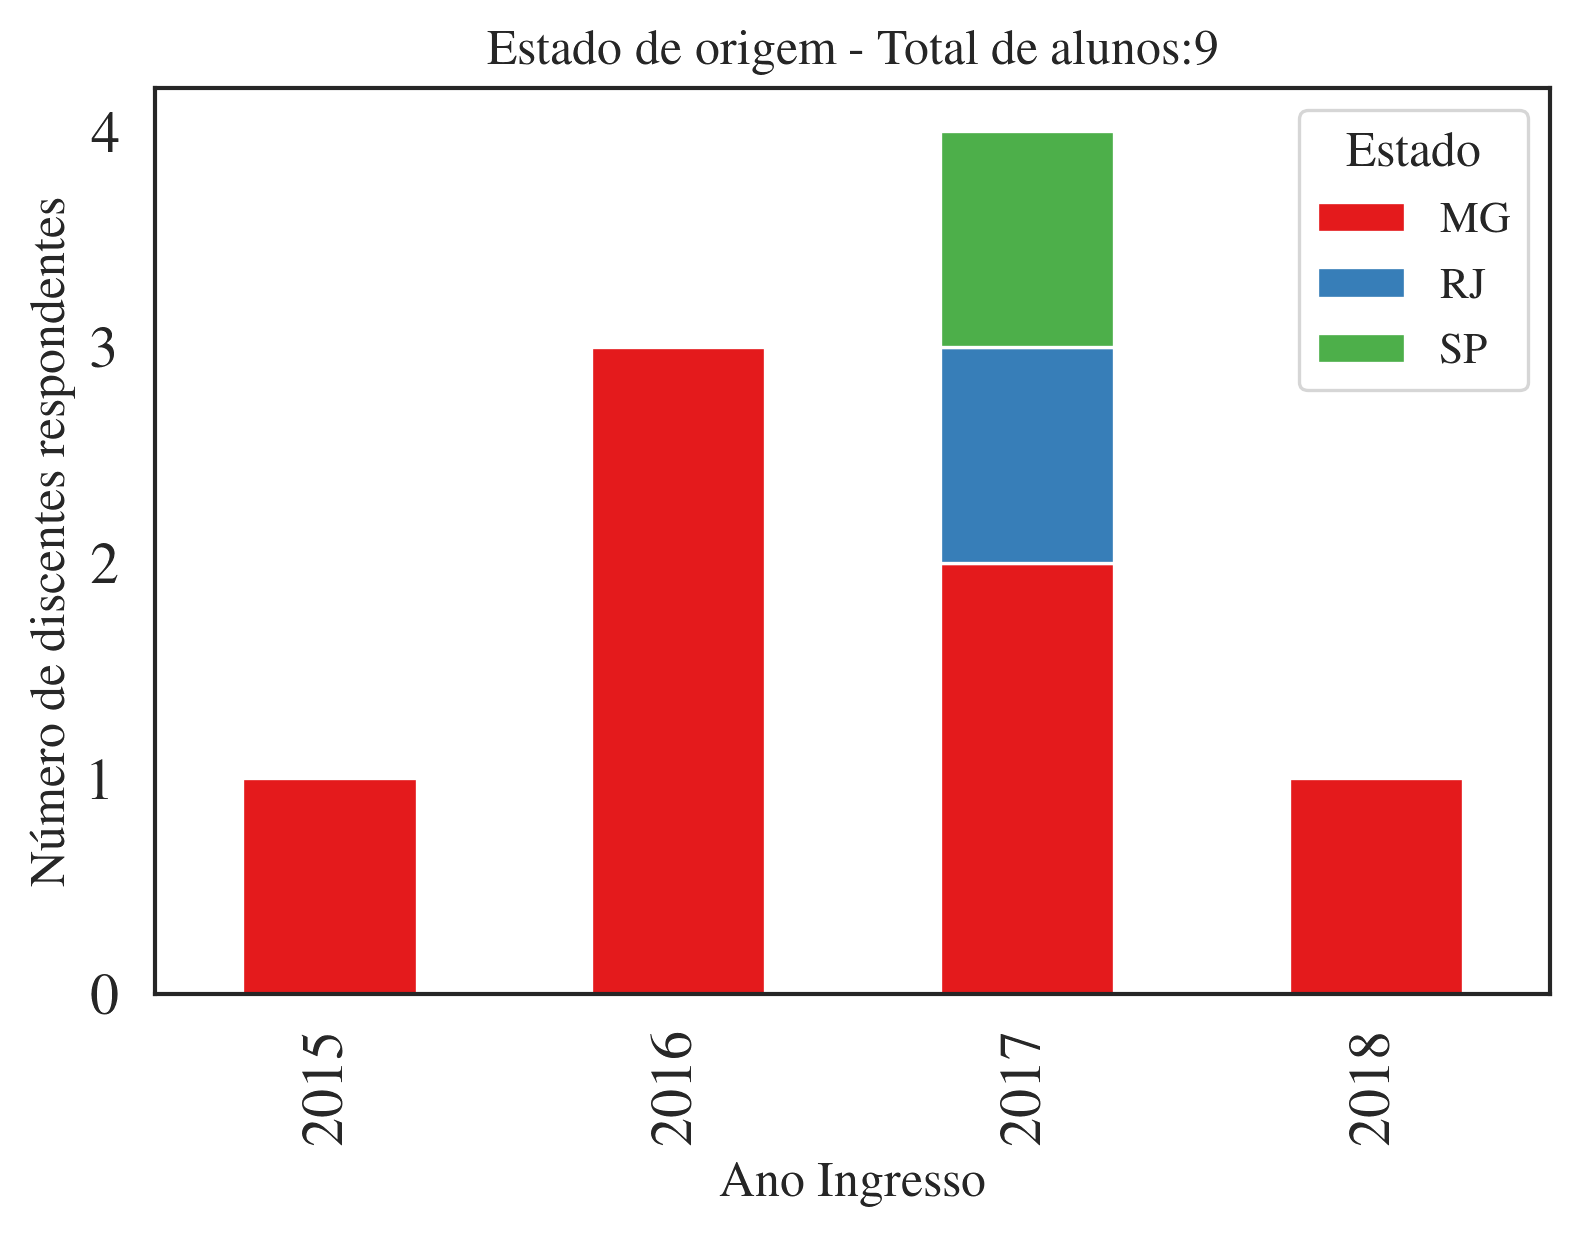 Estado de origem - Total de alunos:9
Número de discentes respondentes
4
3
2
1
0
Estado
MG
RJ
SP
2015
2016
2017
2018
Ano Ingresso